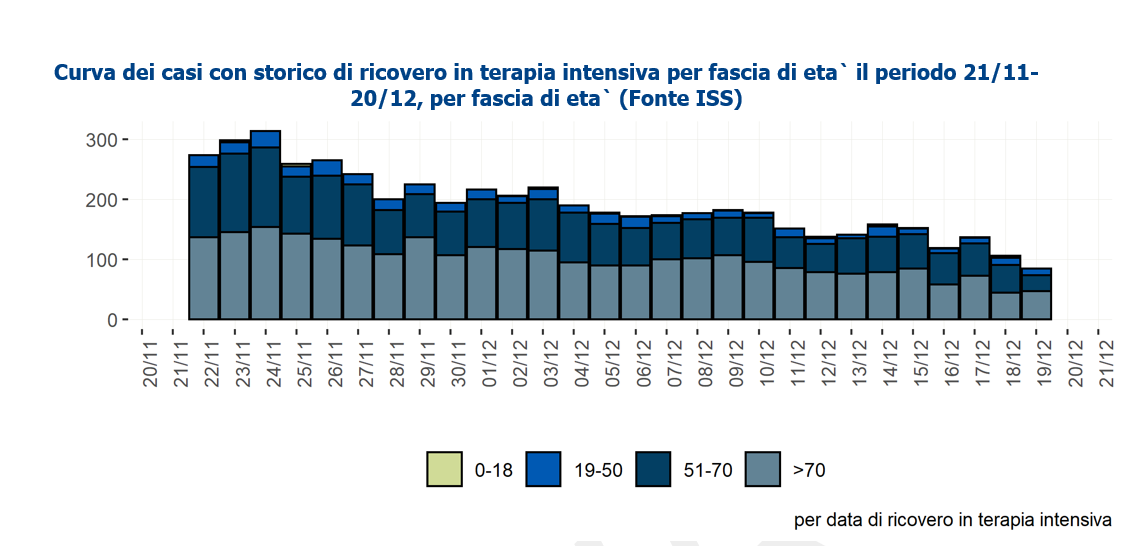 Curva dei casi con storico di ricovero in terapia intensiva per fascia di eta` il periodo 21/11-
20/12, per fascia di eta` (Fonte ISS)
300
200
100
0
20/11 21/11 22/11 23/11 24/11 25/11 26/11 27/11 28/11 29/11 30/11 01/12 02/12 03/12 04/12 05/12 06/12 07/12 08/12 09/12 10/12 11/12 12/12 13/12 14/12 15/12 16/12 17/12 18/12 19/12 20/12 21/12
0-18 19-50 51-70 >70
per data di ricovero in terapia intensiva